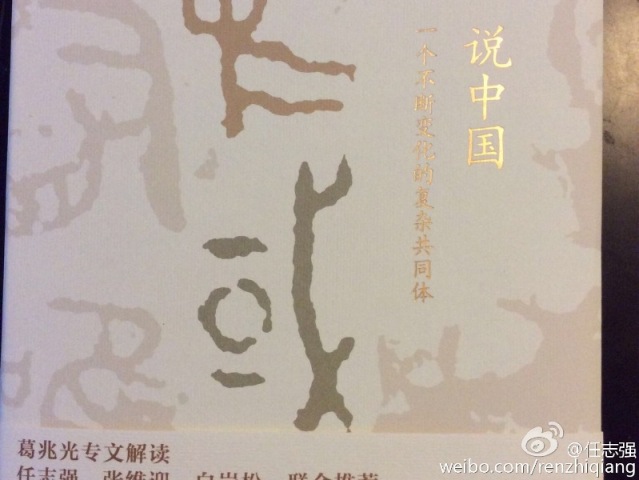 说中国
一个不断变化的复杂共同体
葛兆光专文解读
任志强 张维迎 白岩松 联合推荐
@任志强
weibo.com/renzhiqiang